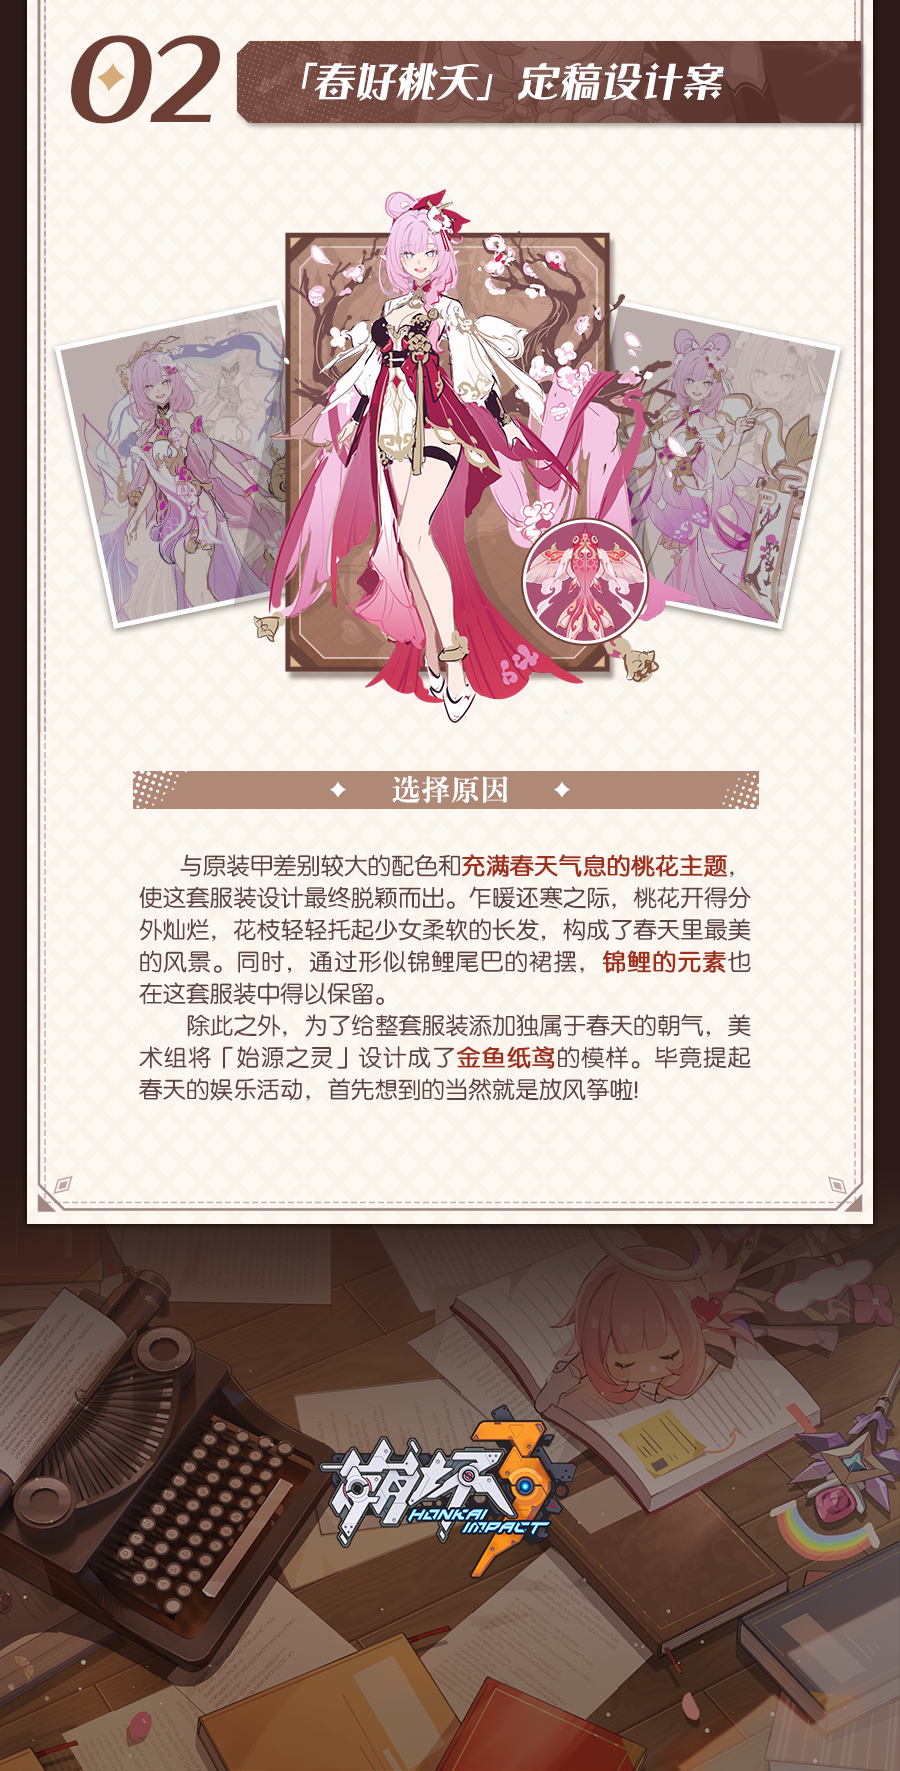 02
「春好桃夭」定稿设计案
选择原因
与原装甲差别较大的配色和充满春天气息的桃花主题，
使这套服装设计最终脱颖而出。乍暖还寒之际，桃花开得分
外灿烂，花枝轻轻托起少女柔软的长发，构成了春天里最美
的风景。同时，通过形似锦鲤尾巴的裙摆，锦鲤的元素也
在这套服装中得以保留。
除此之外，为了给整套服装添加独属于春天的朝气，美
术组将「始源之灵」设计成了金鱼纸鸢的模样。毕竟提起
春天的娱乐活动，首先想到的当然就是放风筝啦!
崩坏3
HONKAI
IMPACT